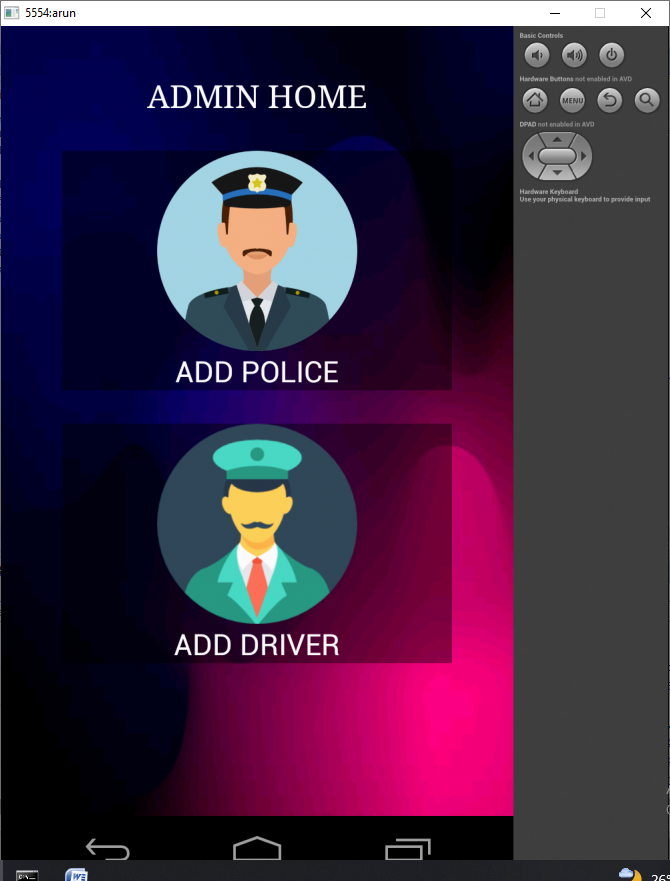 5554:arun
ADMIN HOME
ADD POLICE
ADD DRIVER
Basic Controls
Hardware Buttons not enabled in AVD
MENU
DPAD not enabled in AVD
Hardware Keyboard
Use your physical keyboard to provide input